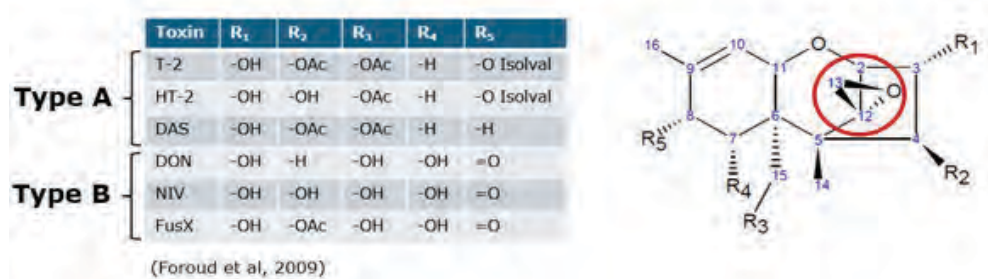 Toxin R₁ R₂ R₃ R₄ R₅
T-2 -OH -OAc -OAc -H -O Isolval
HT-2 -OH -OH -OAc -H -O Isolval
DAS -OH -OAc -OAc -H -H
DON -OH -H -OH -OH =O
NIV -OH -OH -OH -OH =O
FusX -OH -OAc -OH -OH =O
Type A
Type B
(Foroud et al, 2009)
16 10 O R₁
9 11 2 3
13 O
8 6 12
R₅ 7 5 4
R₄ 15 14 R₂
R₃